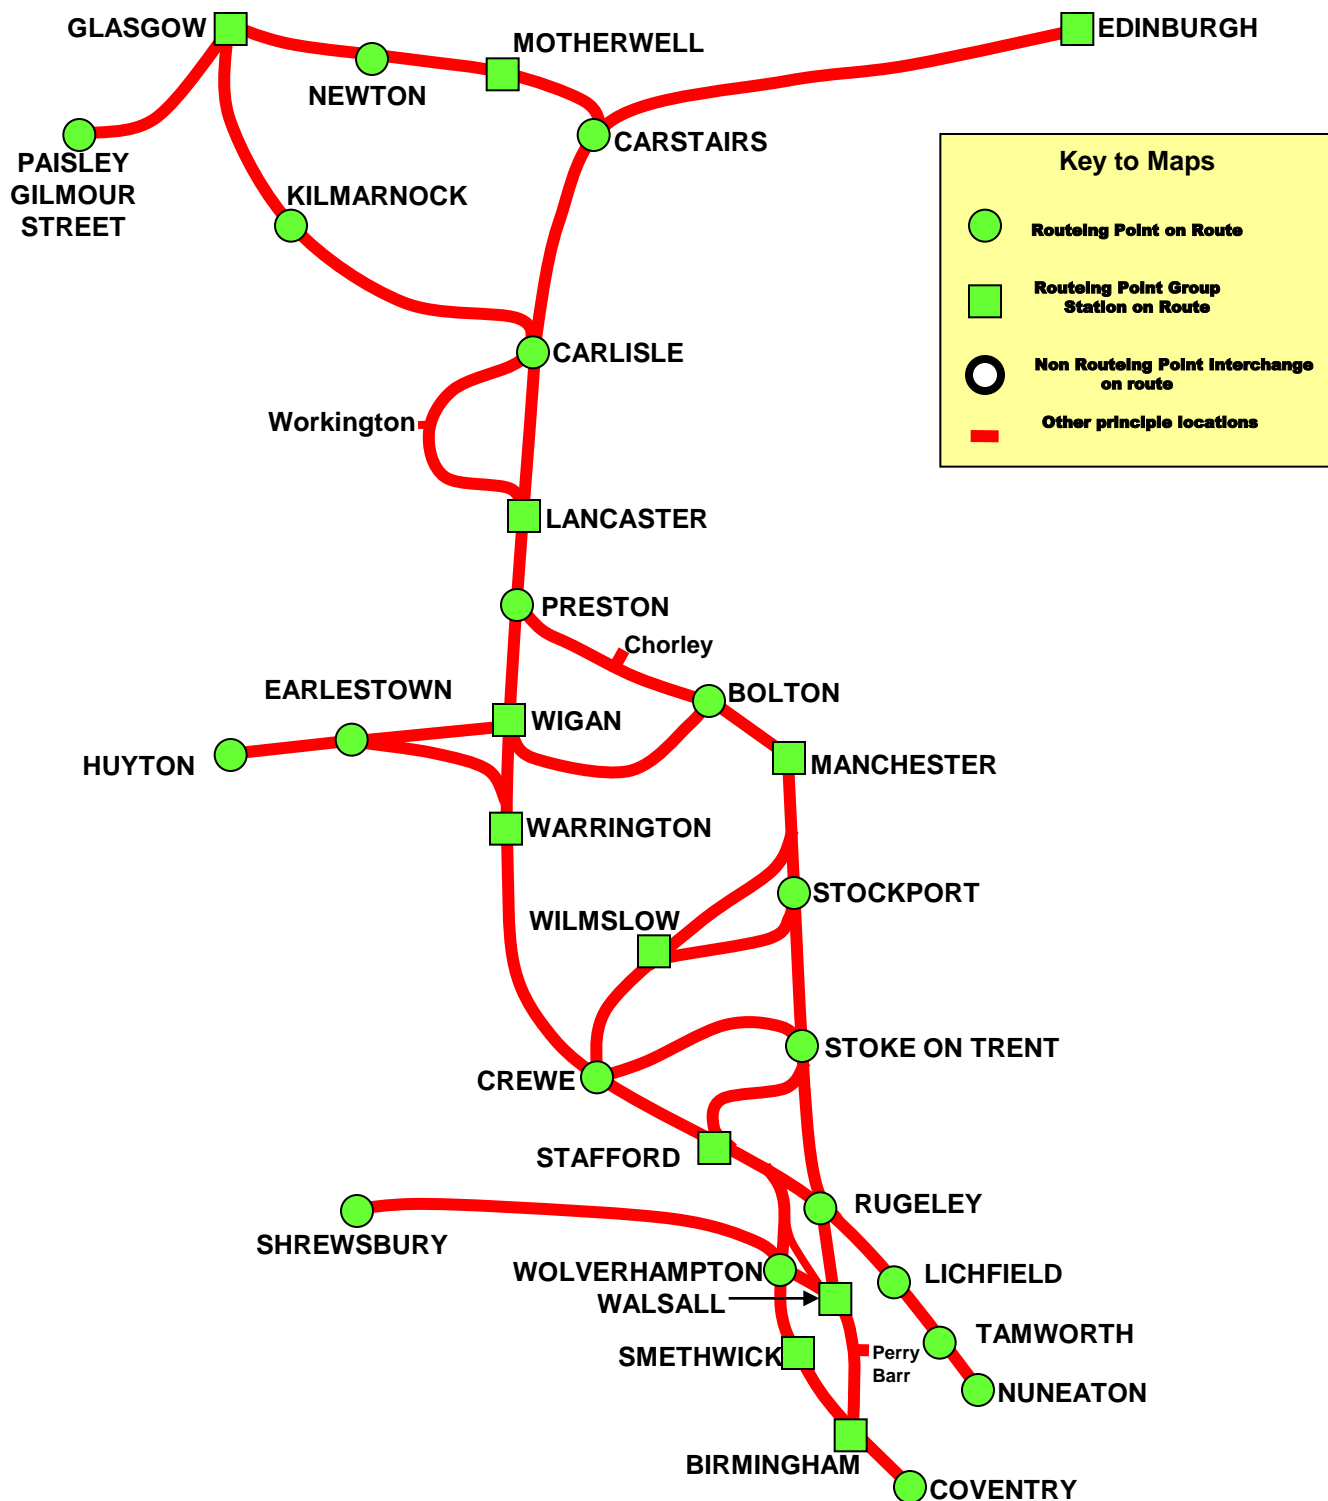 GLASGOW
EDINBURGH
MOTHERWELL
NEWTON
CARSTAIRS
PAISLEY
GILMOUR
STREET
KILMARNOCK
Key to Maps
Routeing Point on Route
Routeing Point Group
Station on Route
Non Routeing Point Interchange
on route
Other principle locations
CARLISLE
Workington
LANCASTER
PRESTON
Chorley
EARLESTOWN
BOLTON
WIGAN
HUYTON
MANCHESTER
WARRINGTON
STOCKPORT
WILMSLOW
STOKE ON TRENT
CREWE
STAFFORD
RUGELEY
SHREWSBURY
WOLVERHAMPTON
LICHFIELD
WALSALL
TAMWORTH
SMETHWICK
Perry
Barr
NUNEATON
BIRMINGHAM
COVENTRY